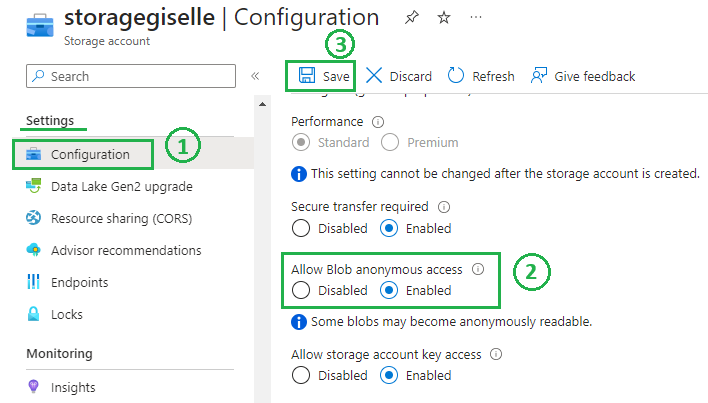 storagegiselle | Configuration
Storage account
Search
«
3
Save
Discard
Refresh
Give feedback
Settings
Configuration
1
Data Lake Gen2 upgrade
Resource sharing (CORS)
Advisor recommendations
Endpoints
Locks
Monitoring
Insights
Performance
Standard
Premium
This setting cannot be changed after the storage account is created.
Secure transfer required
Disabled
Enabled
Allow Blob anonymous access
2
Disabled
Enabled
Some blobs may become anonymously readable.
Allow storage account key access
Disabled
Enabled